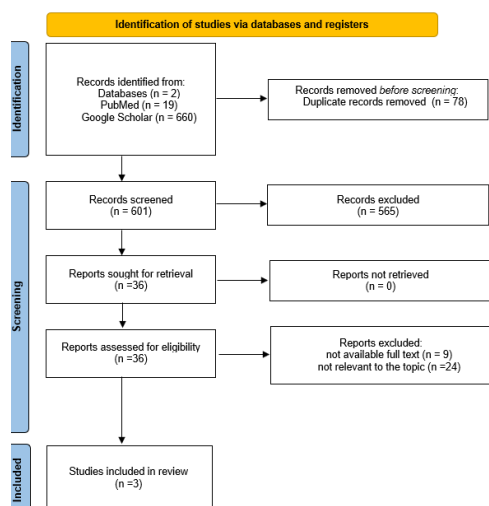 Identification of studies via databases and registers
Identification
Records identified from:
Databases (n = 2)
PubMed (n = 19)
Google Scholar (n = 660)
Records removed before screening:
Duplicate records removed (n = 78)
Screening
Records screened
(n = 601)
Records excluded
(n = 565)
Reports sought for retrieval
(n =36)
Reports not retrieved
(n = 0)
Reports assessed for eligibility
(n =36)
Reports excluded:
not available full text (n = 9)
not relevant to the topic (n =24)
Included
Studies included in review
(n =3)